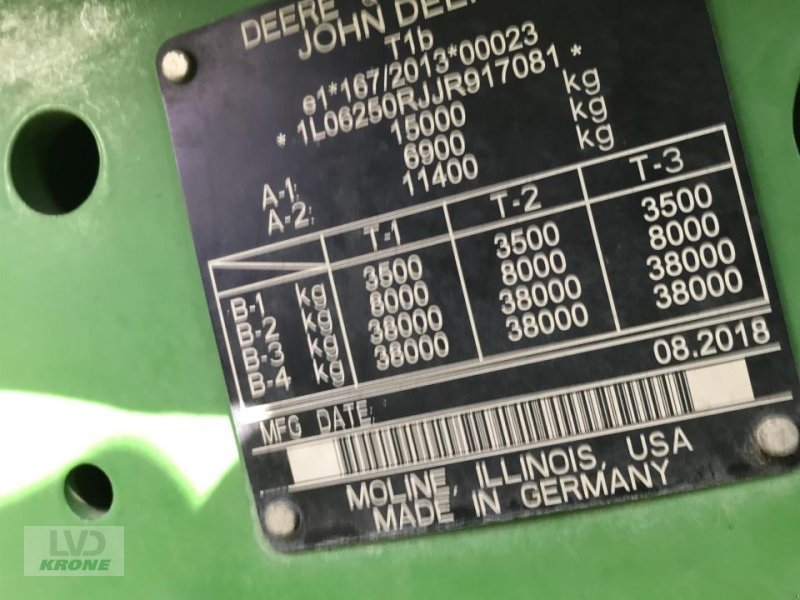 DEERE
JOHN DEE
T1b
e1*167/2013*00023
* 1L06250RJJR917081 *
15000 kg
A-1: 6900 kg
A-2: 11400 kg
T-1 T-2 T-3
B-1 kg 3500 3500 3500
B-2 kg 8000 8000 8000
B-3 kg 38000 38000 38000
B-4 kg 38000 38000 38000
MFG DATE: 08.2018
MOLINE, ILLINOIS, USA
MADE IN GERMANY
LVD
KRONE